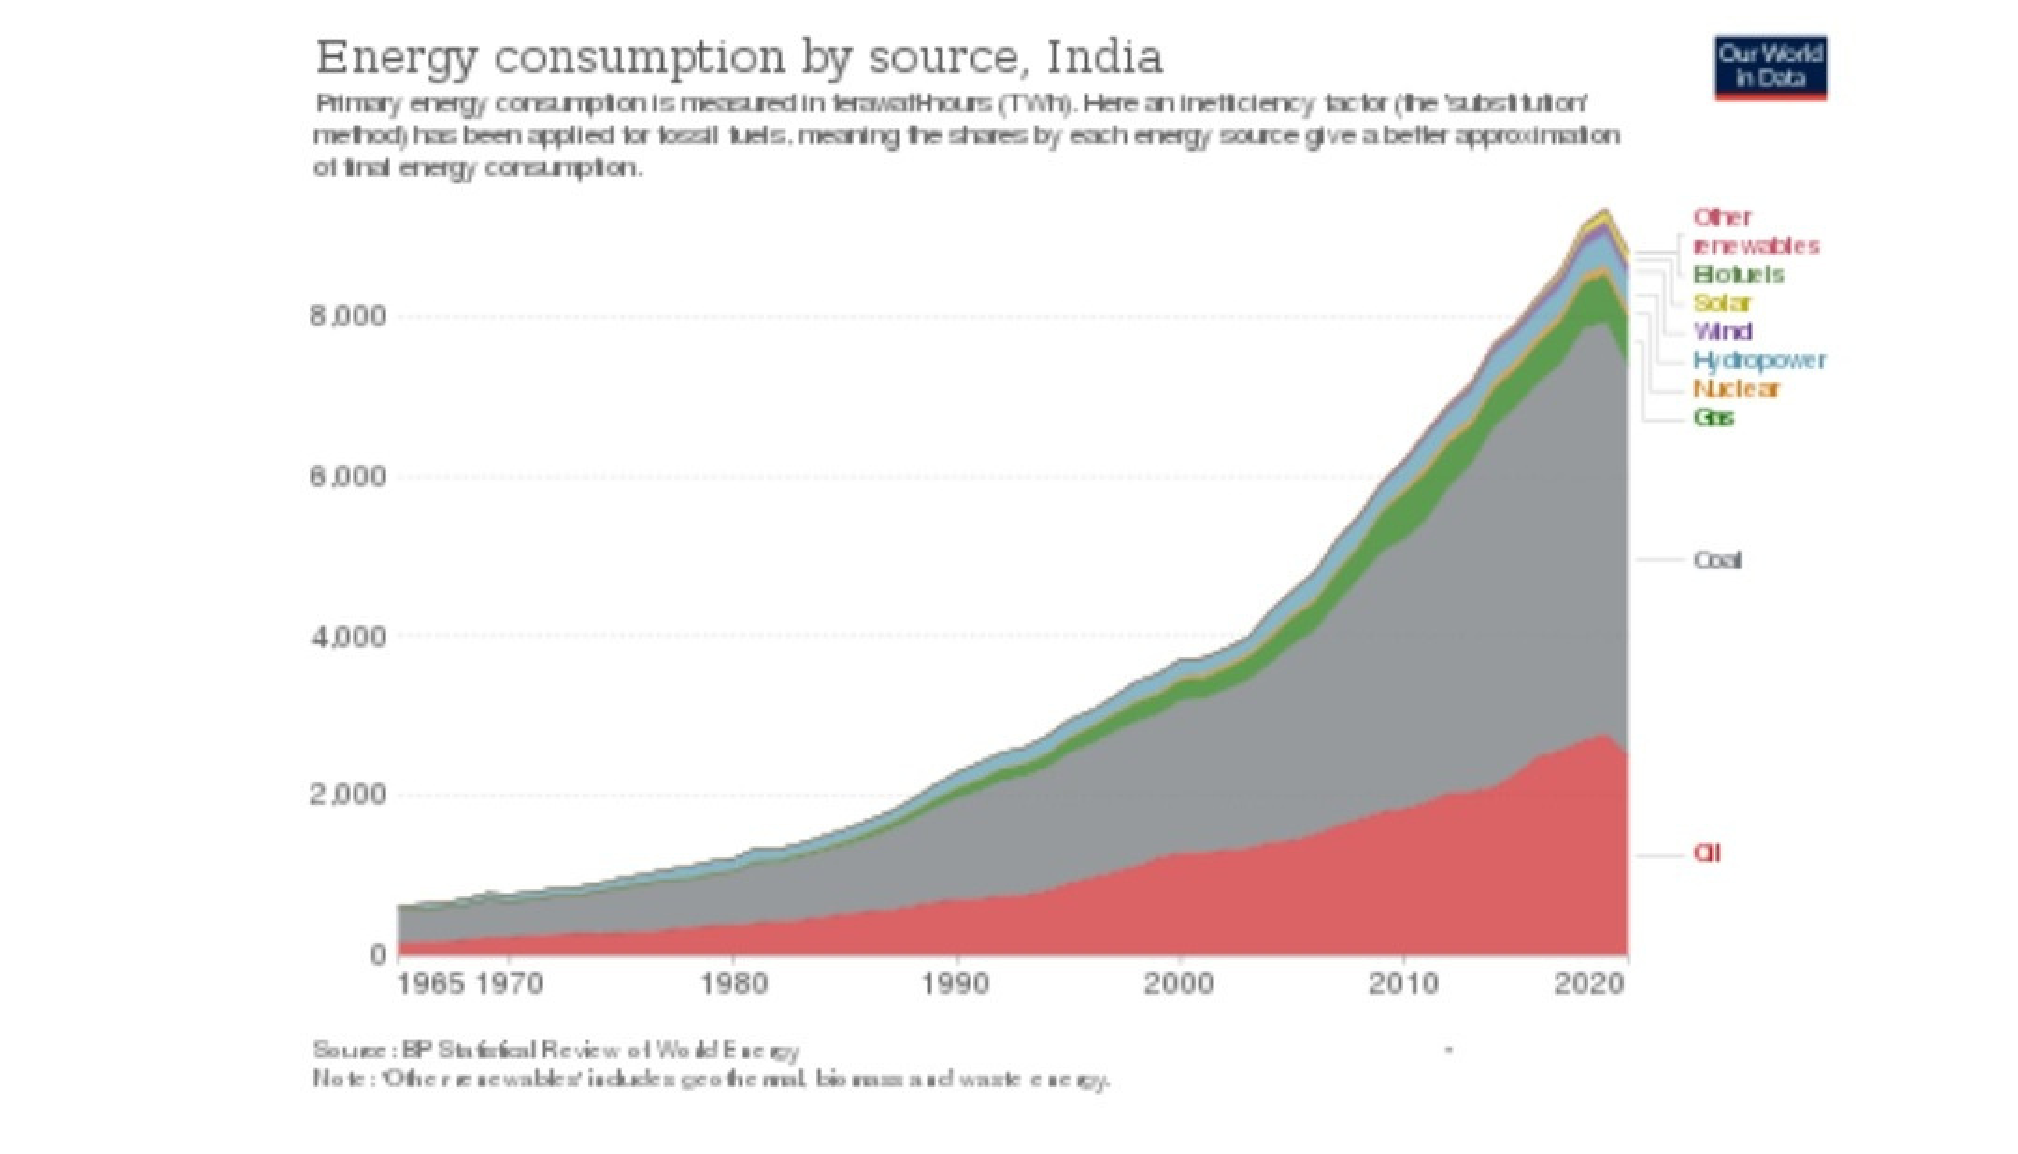 Energy consumption by source, India
Our World
in Data
Primary energy consumption is measured in terawatt-hours (TWh). Here an inefficiency factor (the 'substitution'
method) has been applied for fossil fuels, meaning the shares by each energy source give a better approximation
of final energy consumption.
Other
renewables
Biofuels
Solar
Wind
Hydropower
Nuclear
Gas
Coal
Oil
8,000
6,000
4,000
2,000
0
1965 1970 1980 1990 2000 2010 2020
Source: BP Statistical Review of World Energy
Note: 'Other renewables' includes geothermal, biomass and waste energy.